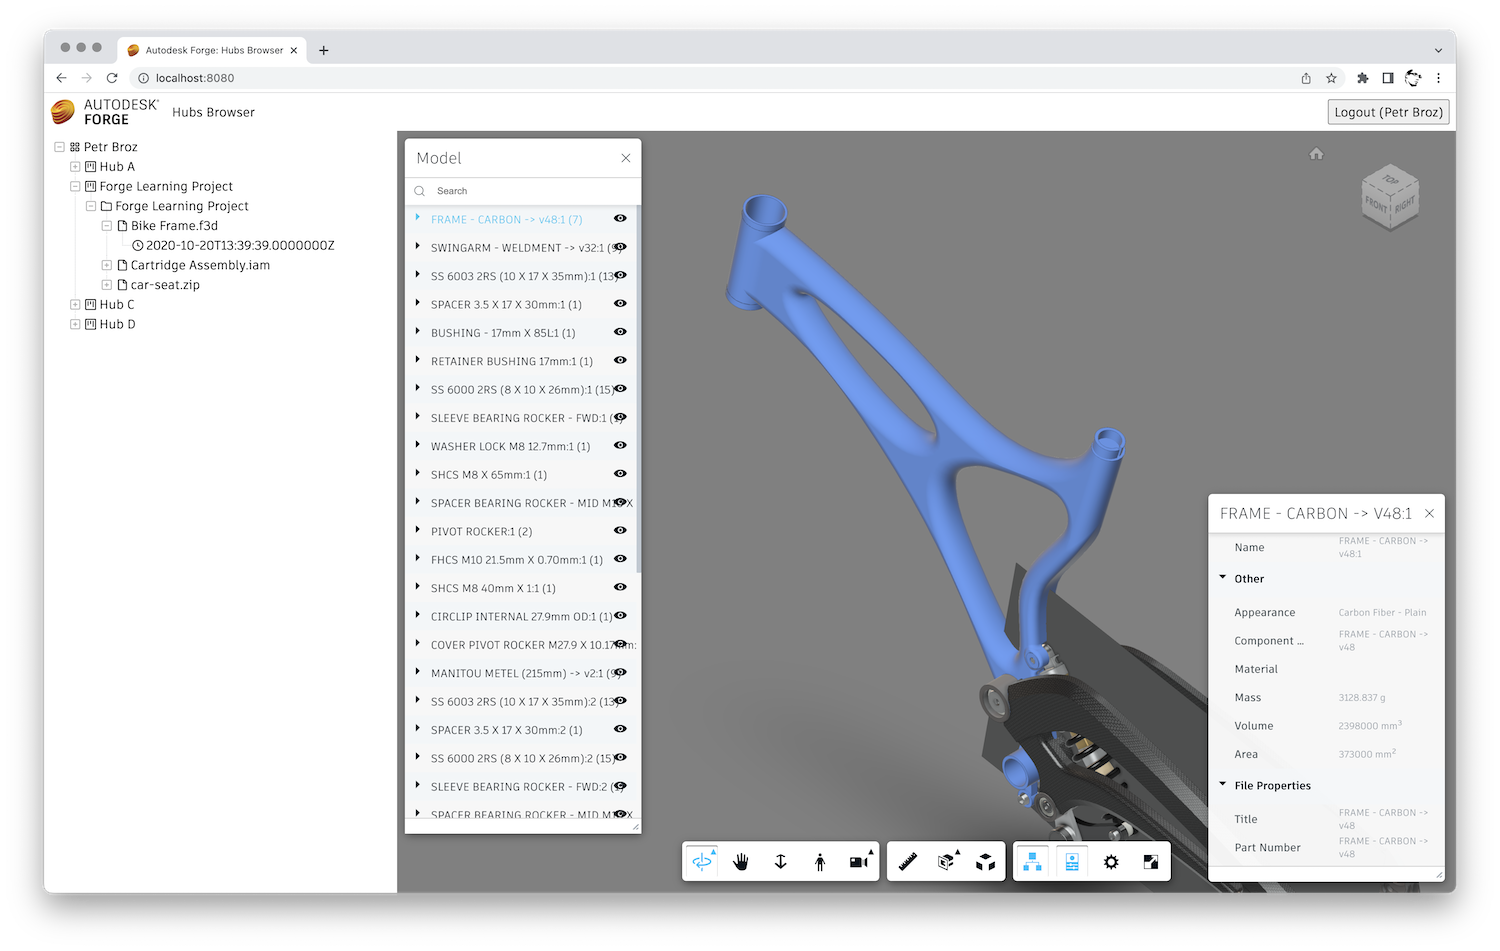 Autodesk Forge: Hubs Browser
localhost:8080
AUTODESK
FORGE
Hubs Browser
Logout (Petr Broz)
Petr Broz
Hub A
Forge Learning Project
Forge Learning Project
Bike Frame.f3d
2020-10-20T13:39:39.0000000Z
Cartridge Assembly.iam
car-seat.zip
Hub C
Hub D
Model
Search
FRAME - CARBON -> v48:1 (7)
SWINGARM - WELDMENT -> v32:1 (9)
SS 6003 2RS (10 X 17 X 35mm):1 (13)
SPACER 3.5 X 17 X 30mm:1 (1)
BUSHING - 17mm X 85L:1 (1)
RETAINER BUSHING 17mm:1 (1)
SS 6000 2RS (8 X 10 X 26mm):1 (15)
SLEEVE BEARING ROCKER - FWD:1 (
WASHER LOCK M8 12.7mm:1 (1)
SHCS M8 X 65mm:1 (1)
SPACER BEARING ROCKER - MID X
PIVOT ROCKER:1 (2)
FHCS M10 21.5mm X 0.70mm:1 (1)
SHCS M8 40mm X 1:1 (1)
CIRCLIP INTERNAL 27.9mm OD:1 (1)
COVER PIVOT ROCKER M27.9 X 10.17mm:
MANITOU METEL (215mm) -> v2:1 (9)
SS 6003 2RS (10 X 17 X 35mm):2 (13)
SPACER 3.5 X 17 X 30mm:2 (1)
SS 6000 2RS (8 X 10 X 26mm):2 (15)
SLEEVE BEARING ROCKER - FWD:2 (
SPACER BEARING ROCKER - MID X
TOP
FRONT
RIGHT
FRAME - CARBON -> V48:1
Name FRAME - CARBON ->
v48:1
Other
Appearance Carbon Fiber - Plain
Component ... FRAME - CARBON ->
v48
Material
Mass 3128.837 g
Volume 2398000 mm³
Area 373000 mm²
File Properties
Title FRAME - CARBON ->
v48
Part Number FRAME - CARBON ->
v48